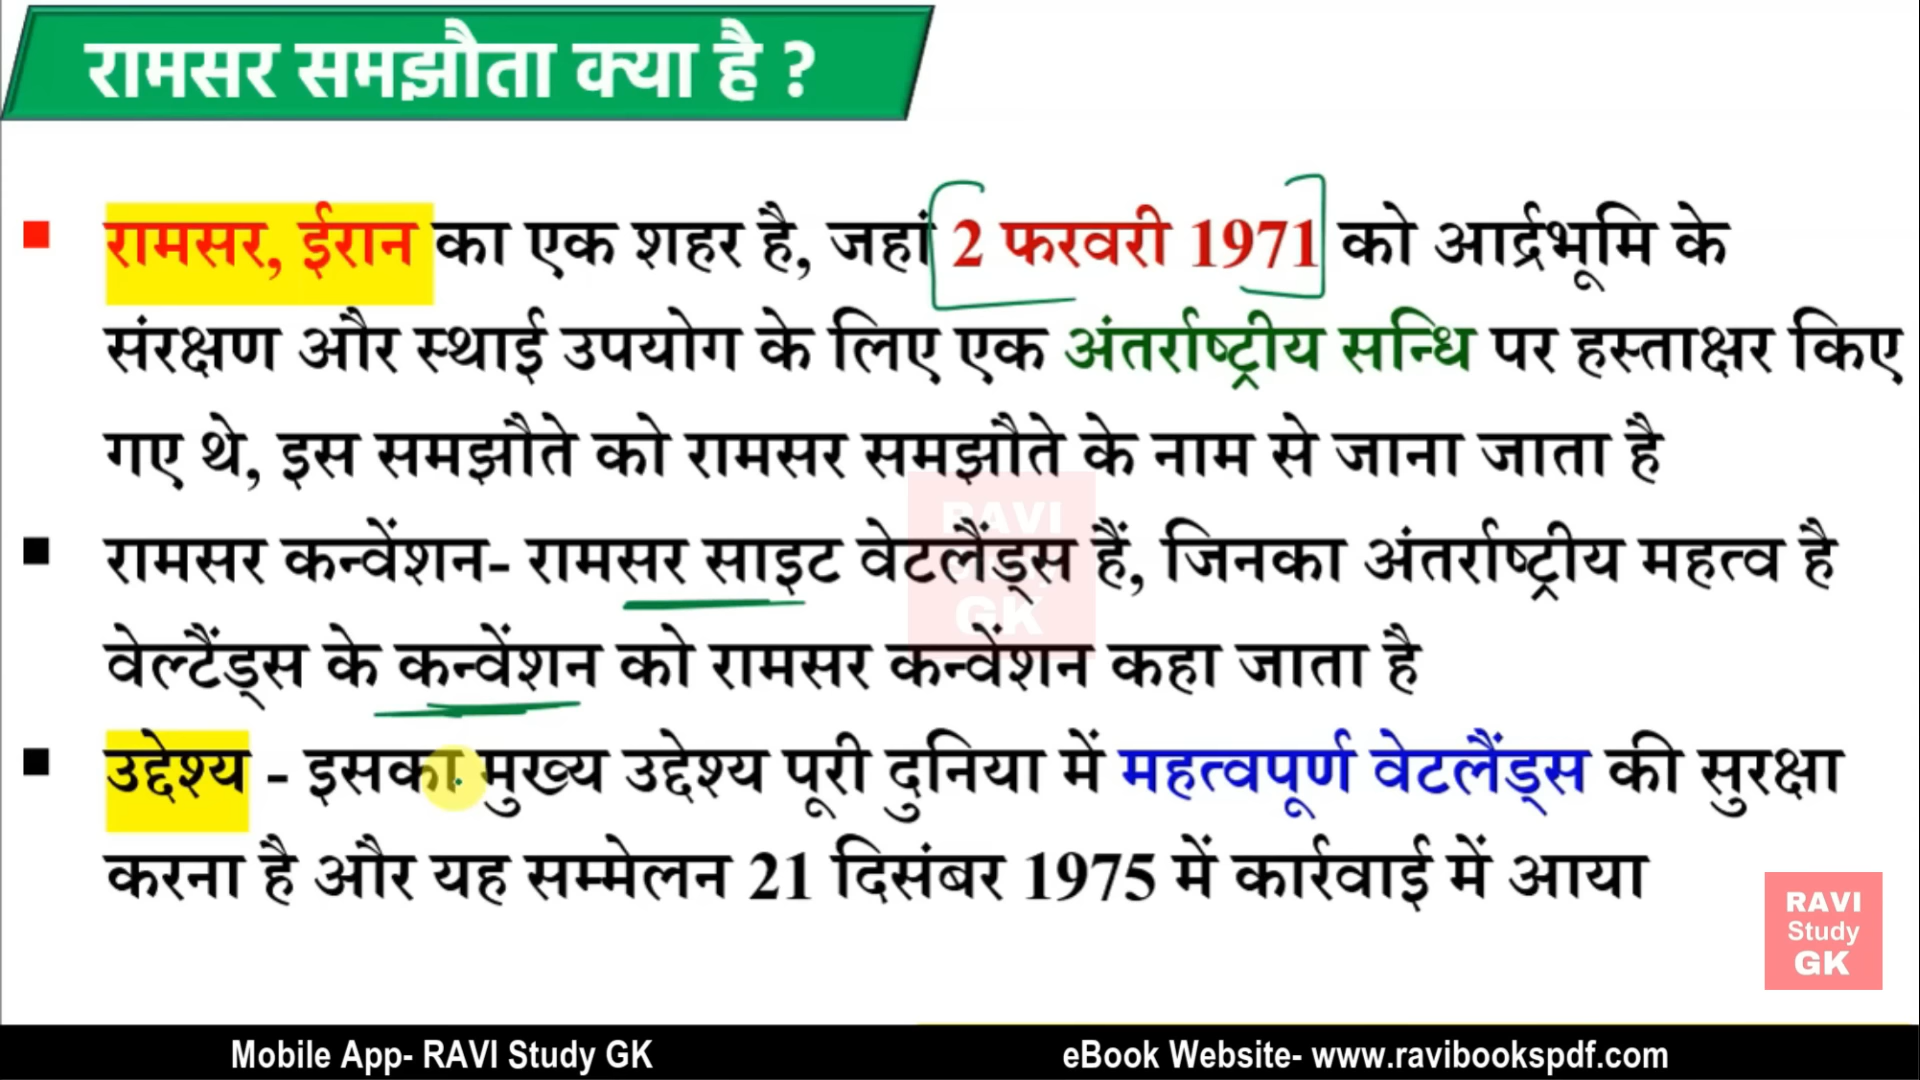 रामसर समझौता क्या है ?
▪ रामसर, ईरान का एक शहर है, जहां 2 फरवरी 1971 को आर्द्रभूमि के
संरक्षण और स्थाई उपयोग के लिए एक अंतर्राष्ट्रीय सन्धि पर हस्ताक्षर किए
गए थे, इस समझौते को रामसर समझौते के नाम से जाना जाता है
▪ रामसर कन्वेंशन- रामसर साइट वेटलैंड्स हैं, जिनका अंतर्राष्ट्रीय महत्व है
वेल्टैंड्स के कन्वेंशन को रामसर कन्वेंशन कहा जाता है
▪ उद्देश्य - इसका मुख्य उद्देश्य पूरी दुनिया में महत्वपूर्ण वेटलैंड्स की सुरक्षा
करना है और यह सम्मेलन 21 दिसंबर 1975 में कार्रवाई में आया
RAVI
GK
RAVI
Study
GK
Mobile App- RAVI Study GK
eBook Website- www.ravibookspdf.com